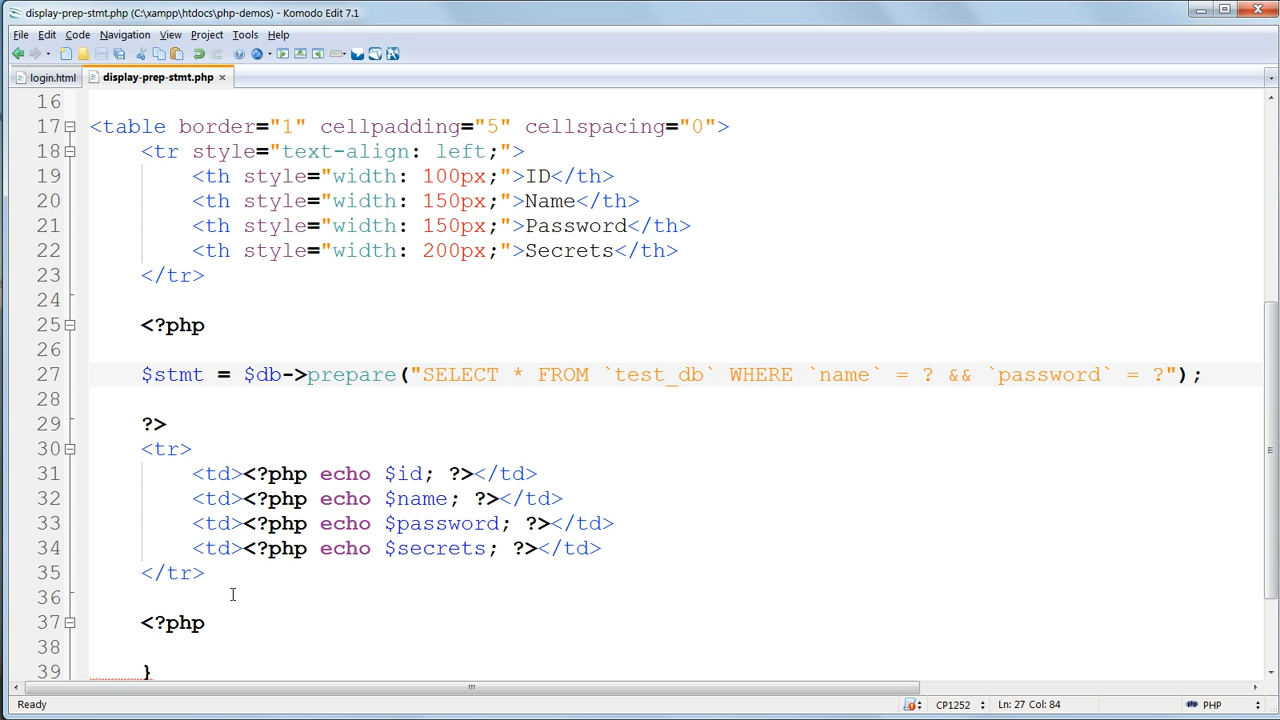 display-prep-stmt.php (C:\xampp\htdocs\php-demos) - Komodo Edit 7.1
File Edit Code Navigation View Project Tools Help
login.html display-prep-stmt.php
16
17 <table border="1" cellpadding="5" cellspacing="0">
18 <tr style="text-align: left;">
19 <th style="width: 100px;">ID</th>
20 <th style="width: 150px;">Name</th>
21 <th style="width: 150px;">Password</th>
22 <th style="width: 200px;">Secrets</th>
23 </tr>
24
25 <?php
26
27 $stmt = $db->prepare("SELECT * FROM `test_db` WHERE `name` = ? && `password` = ?");
28
29 ?>
30 <tr>
31 <td><?php echo $id; ?></td>
32 <td><?php echo $name; ?></td>
33 <td><?php echo $password; ?></td>
34 <td><?php echo $secrets; ?></td>
35 </tr>
36
37 <?php
38
39 }
Ready CP1252 Ln: 27 Col: 84 PHP